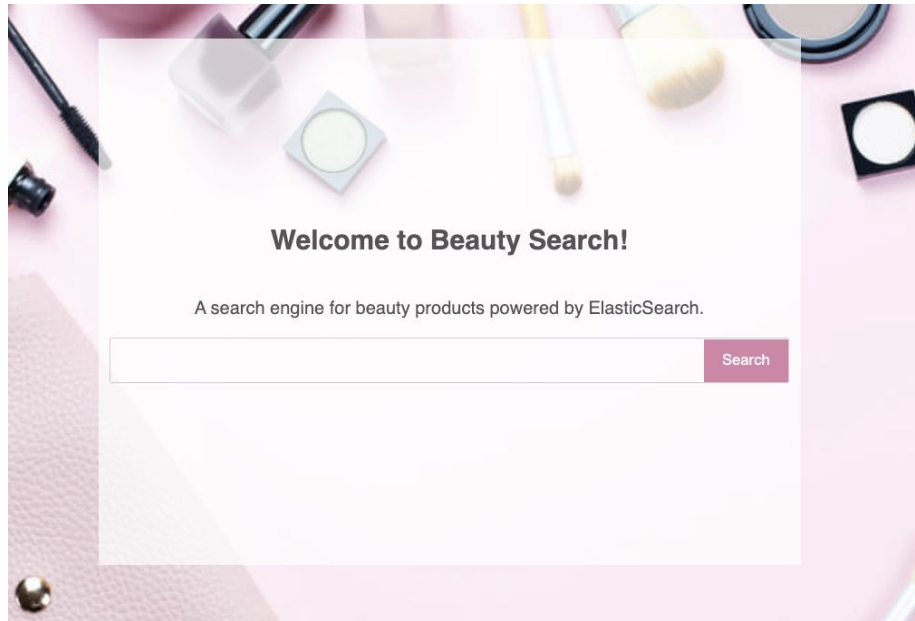 Welcome to Beauty Search!
A search engine for beauty products powered by ElasticSearch.
Search